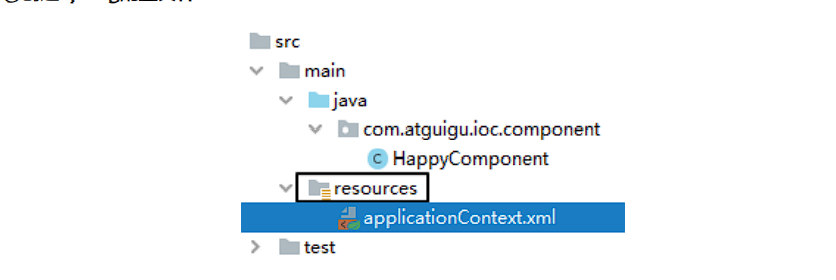 src
main
java
com.atguigu.ioc.component
HappyComponent
resources
applicationContext.xml
test